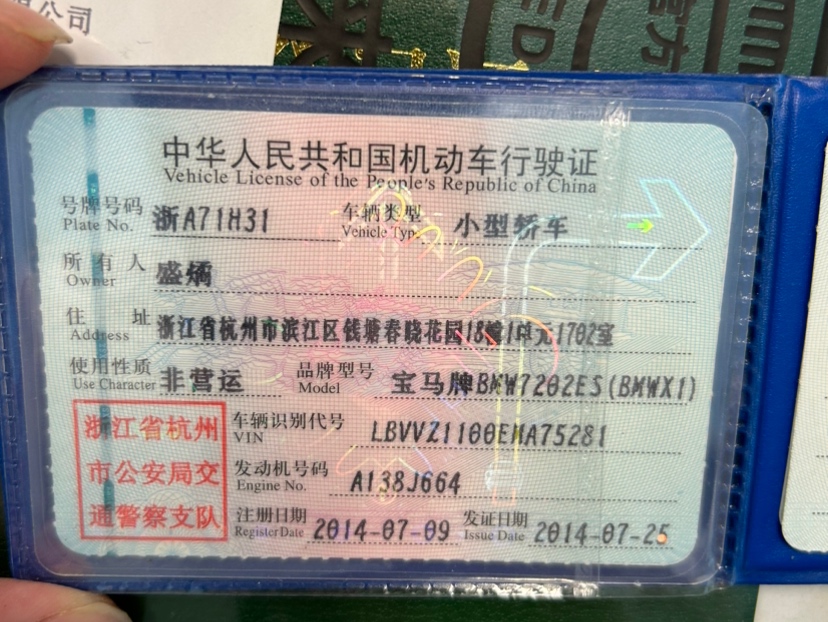 限公司
官方
中华人民共和国机动车行驶证
Vehicle License of the People's Republic of China
号牌号码 浙A71H31 车辆类型 小型轿车
Plate No. Vehicle Type
所有人 盛熵
Owner
住址 浙江省杭州市滨江区钱塘春晓花园18幢1单元1702室
Address
使用性质 非营运 品牌型号 宝马牌BMW7202ES(BMWX1)
Use Character Model
浙江省杭州 车辆识别代号 LBVVZ1100EMA75281
VIN
市公安局交 发动机号码 A138J664
Engine No.
通警察支队 注册日期 2014-07-09 发证日期 2014-07-25
Register Date Issue Date